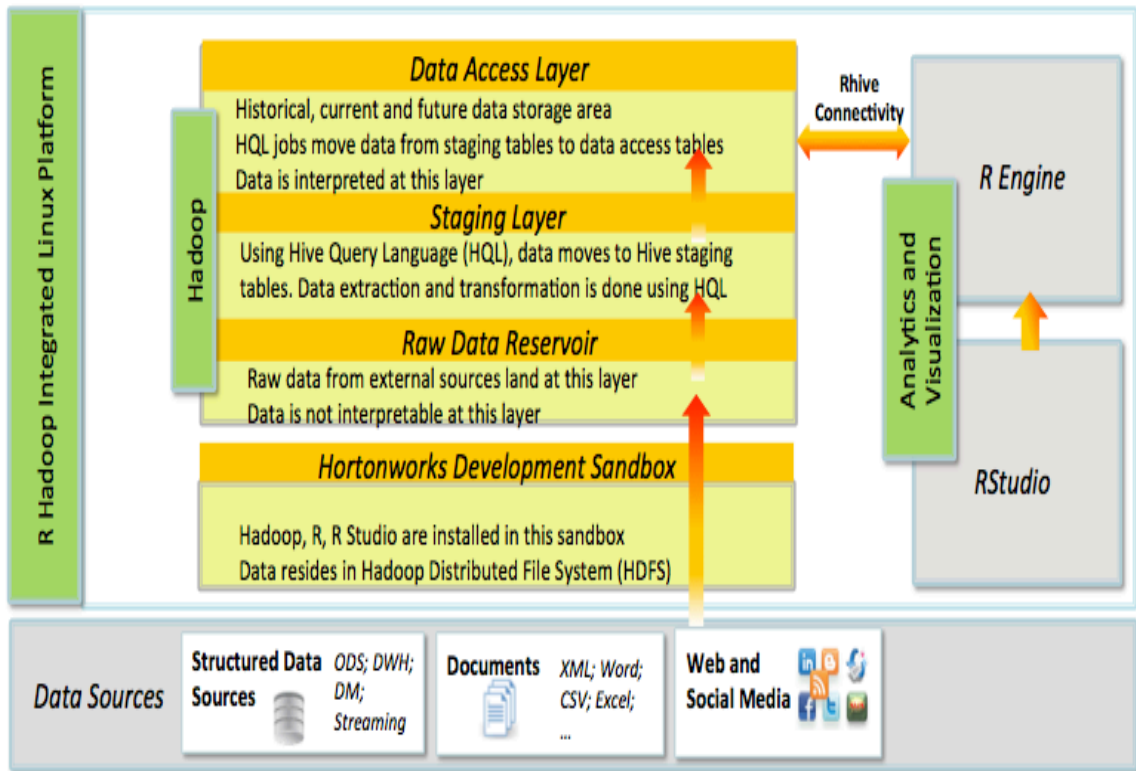 R Hadoop Integrated Linux Platform
Hadoop
Data Access Layer
Historical, current and future data storage area
HQL jobs move data from staging tables to data access tables
Data is interpreted at this layer
Staging Layer
Using Hive Query Language (HQL), data moves to Hive staging
tables. Data extraction and transformation is done using HQL
Raw Data Reservoir
Raw data from external sources land at this layer
Data is not interpretable at this layer
Hortonworks Development Sandbox
Hadoop, R, R Studio are installed in this sandbox
Data resides in Hadoop Distributed File System (HDFS)
Rhive
Connectivity
Analytics and
Visualization
R Engine
RStudio
Data Sources
Structured Data
Sources
ODS; DWH;
DM;
Streaming
Documents
XML; Word;
CSV; Excel;
...
Web and
Social Media
in
f
t